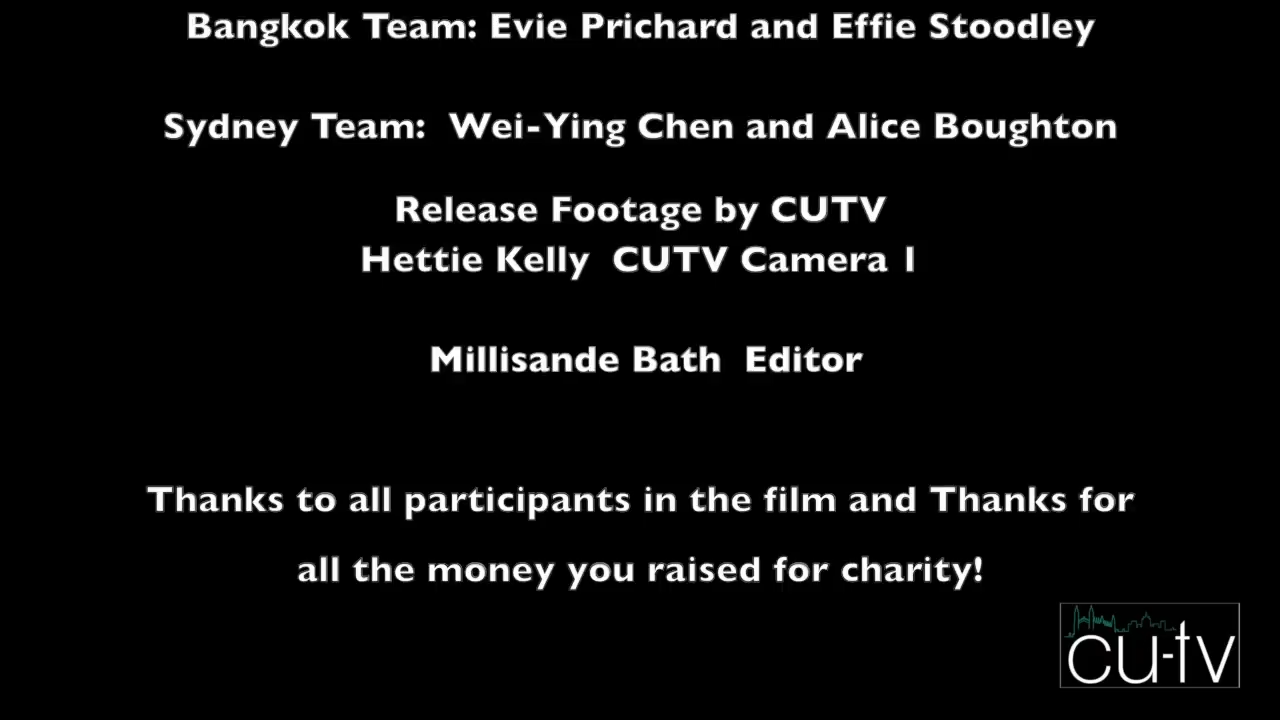 Bangkok Team: Evie Prichard and Effie Stoodley
Sydney Team:  Wei-Ying Chen and Alice Boughton
Release Footage by CUTV
Hettie Kelly  CUTV Camera 1
Millisande Bath  Editor
Thanks to all participants in the film and Thanks for
all the money you raised for charity!
cu-tv